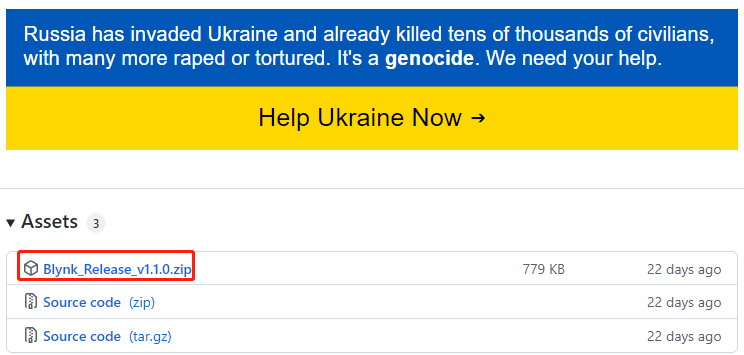 Russia has invaded Ukraine and already killed tens of thousands of civilians,
with many more raped or tortured. It's a genocide. We need your help.
Help Ukraine Now →
Assets 3
Blynk_Release_v1.1.0.zip 779 KB 22 days ago
Source code (zip) 22 days ago
Source code (tar.gz) 22 days ago